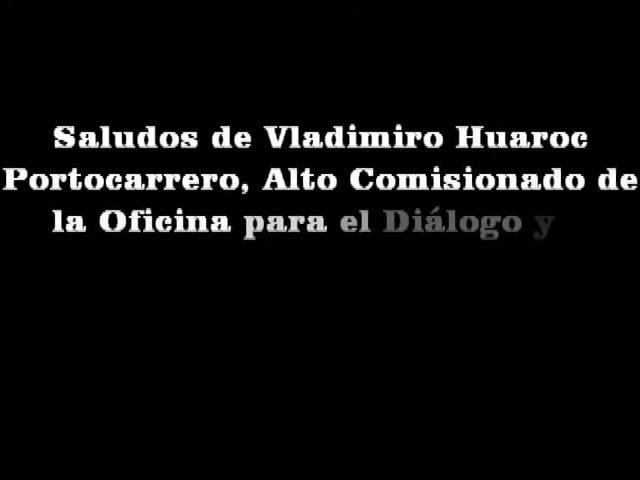 Saludos de Vladimiro Huaroc
Portocarrero, Alto Comisionado de
la Oficina para el Diálogo y